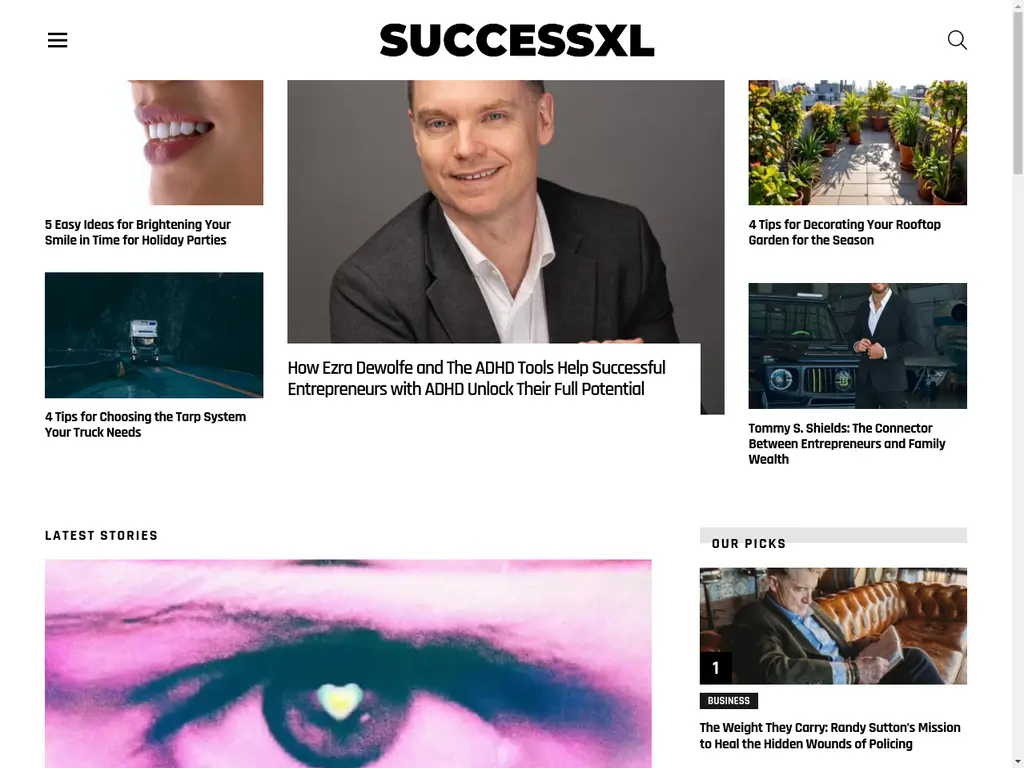 SUCCESSXL
5 Easy Ideas for Brightening Your
Smile in Time for Holiday Parties
4 Tips for Choosing the Tarp System
Your Truck Needs
How Ezra Dewolfe and The ADHD Tools Help Successful
Entrepreneurs with ADHD Unlock Their Full Potential
4 Tips for Decorating Your Rooftop
Garden for the Season
Tommy S. Shields: The Connector
Between Entrepreneurs and Family
Wealth
LATEST STORIES
OUR PICKS
1
BUSINESS
The Weight They Carry: Randy Sutton’s Mission
to Heal the Hidden Wounds of Policing